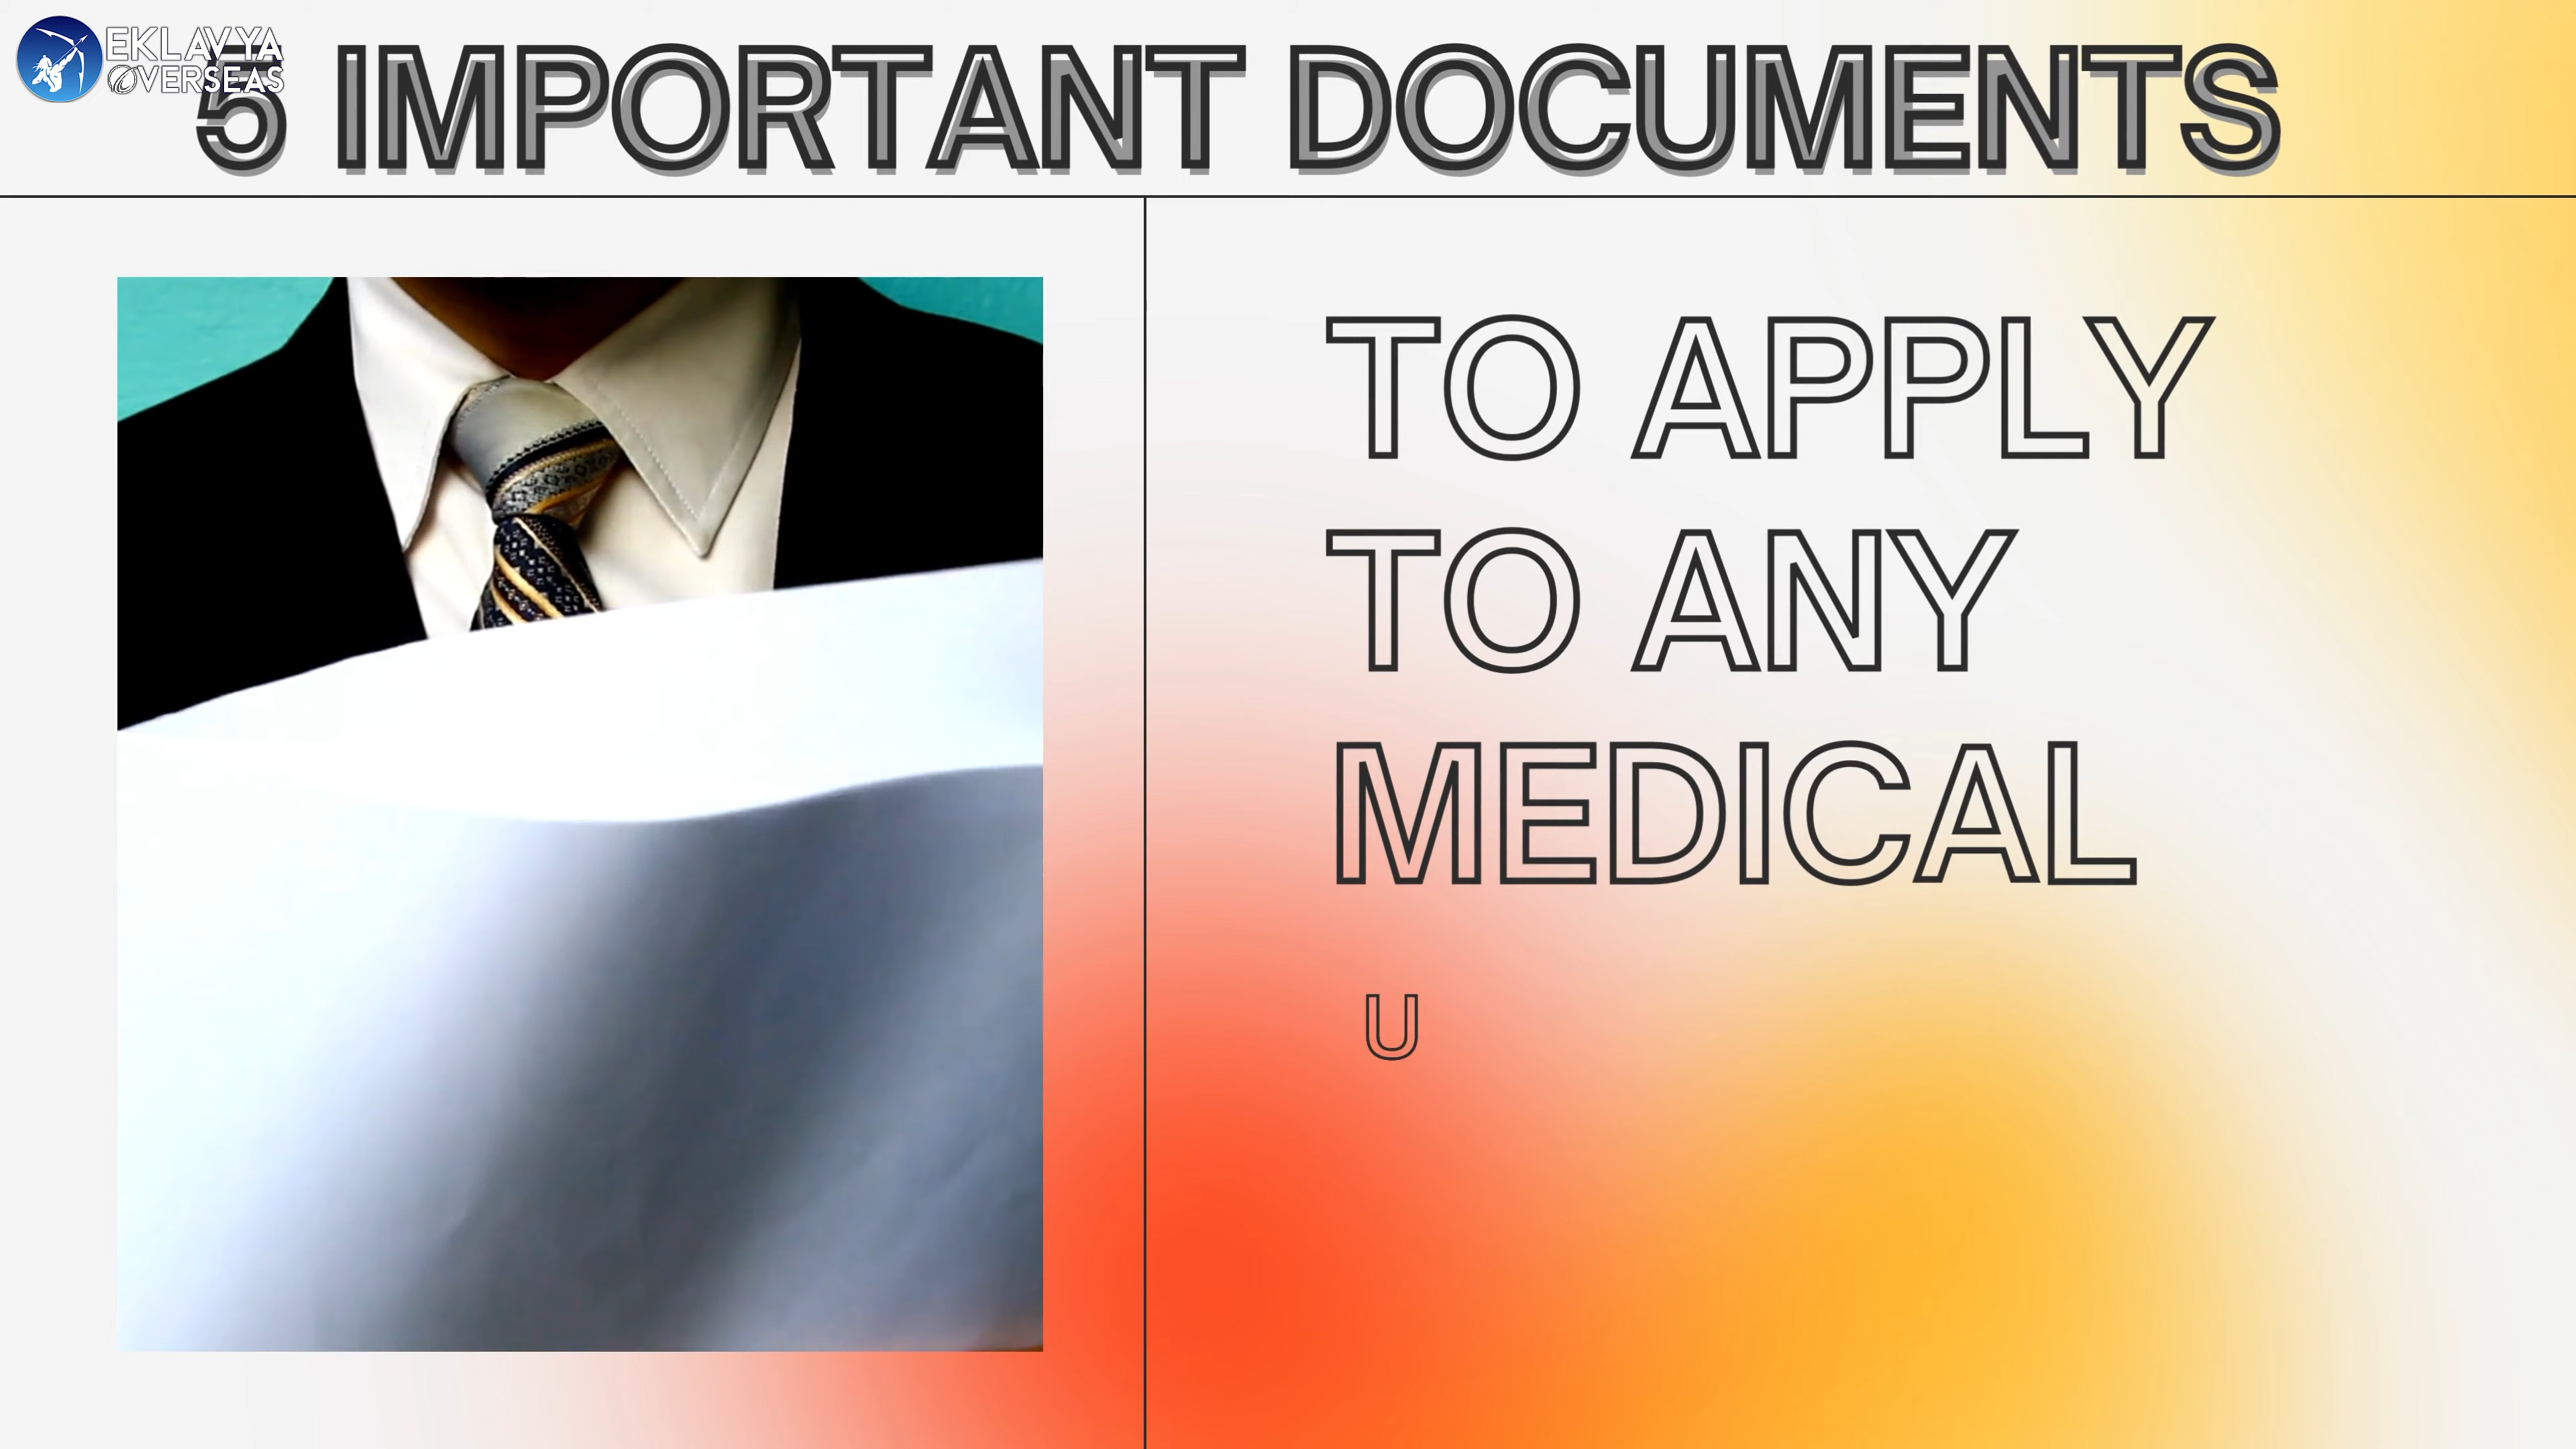 EKLAVYA
OVERSEAS
5 IMPORTANT DOCUMENTS
TO APPLY
TO ANY
MEDICAL
U